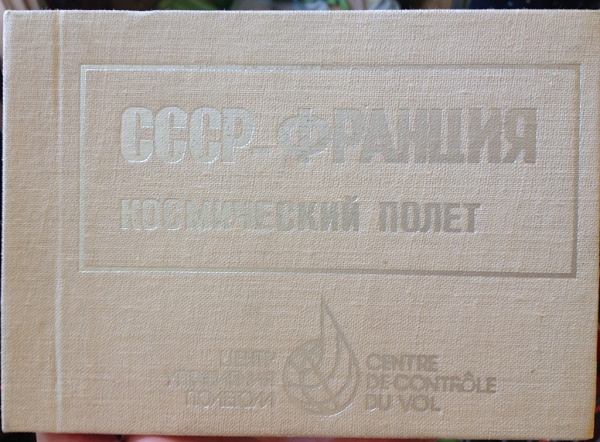 СССР-ФРАНЦИЯ
КОСМИЧЕСКИЙ ПОЛЕТ
ЦЕНТР
УПРАВЛЕНИЯ
ПОЛЕТОМ
CENTRE
DE CONTRÔLE
DU VOL